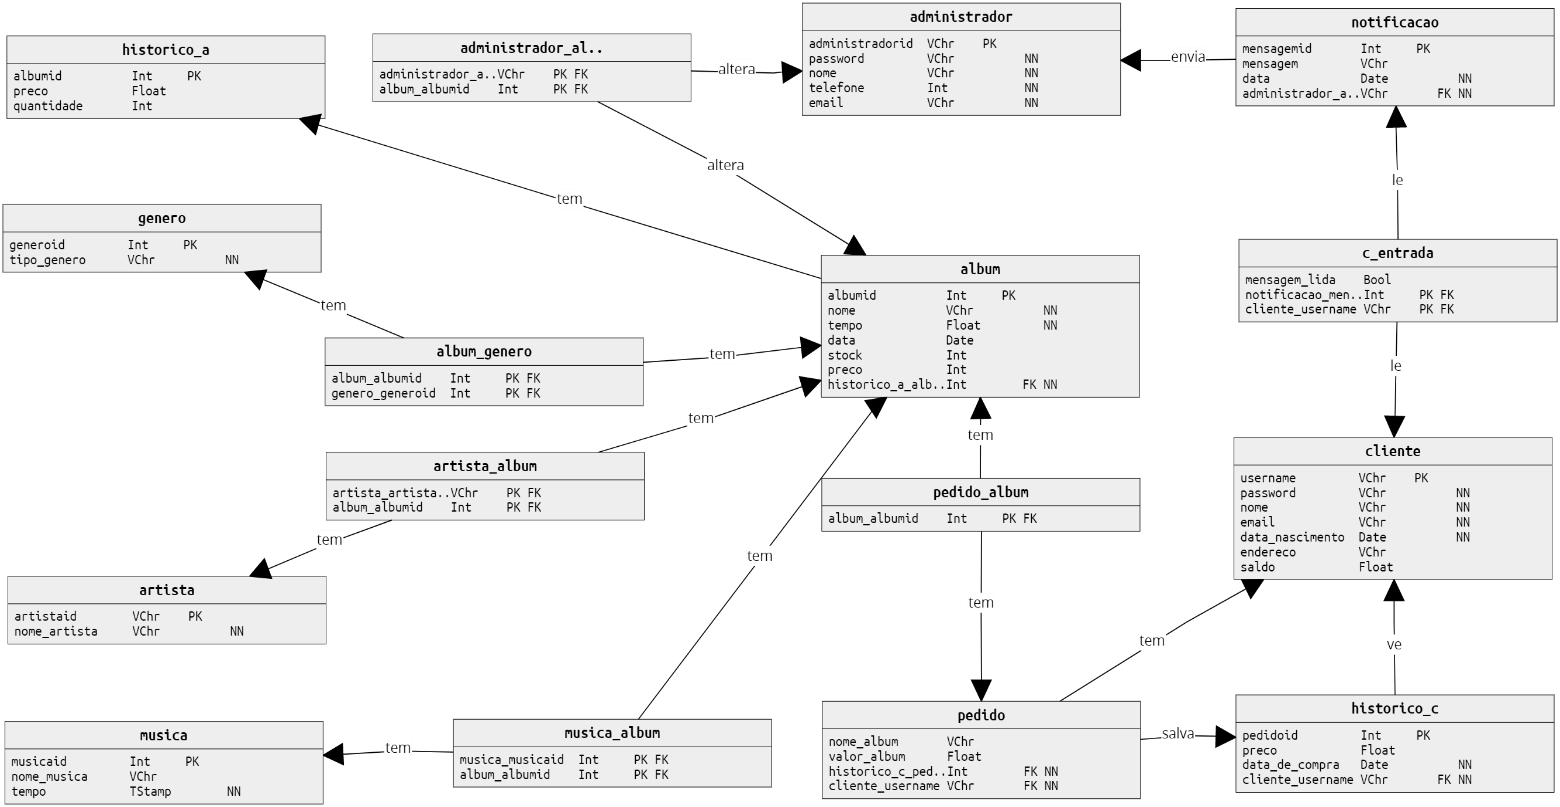 historico_a
albumid Int PK
preco Float
quantidade Int
administrador_al..
administrador_a..VChr PK FK
album_albumid Int PK FK
altera
administrador
administradorid VChr PK
password VChr NN
nome VChr NN
telefone Int NN
email VChr NN
envia
notificacao
mensagemid Int PK
mensagem VChr
data Date NN
administrador_a..VChr FK NN
altera
tem
le
genero
generoid Int PK
tipo_genero VChr NN
tem
album
albumid Int PK
nome VChr NN
tempo Float NN
data Date
stock Int
preco Int
historico_a_alb..Int FK NN
c_entrada
mensagem_lida Bool
notificacao_men..Int PK FK
cliente_username VChr PK FK
album_genero
album_albumid Int PK FK
genero_generoid Int PK FK
tem
le
tem
tem
artista_album
artista_artista..VChr PK FK
album_albumid Int PK FK
tem
pedido_album
album_albumid Int PK FK
cliente
username VChr PK
password VChr NN
nome VChr NN
email VChr NN
data_nascimento Date NN
endereco VChr
saldo Float
artista
artistaid VChr PK
nome_artista VChr NN
tem
tem
tem
ve
musica
musicaid Int PK
nome_musica VChr
tempo TStamp NN
tem
musica_album
musica_musicaid Int PK FK
album_albumid Int PK FK
pedido
nome_album VChr
valor_album Float
historico_c_ped..Int FK NN
cliente_username VChr FK NN
salva
historico_c
pedidoid Int PK
preco Float
data_de_compra Date NN
cliente_username VChr FK NN